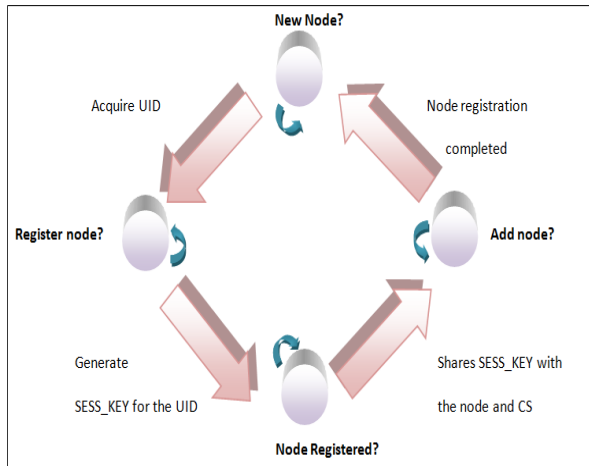 New Node?
Acquire UID
Node registration
completed
Register node?
Add node?
Generate
SESS_KEY for the UID
Shares SESS_KEY with
the node and CS
Node Registered?